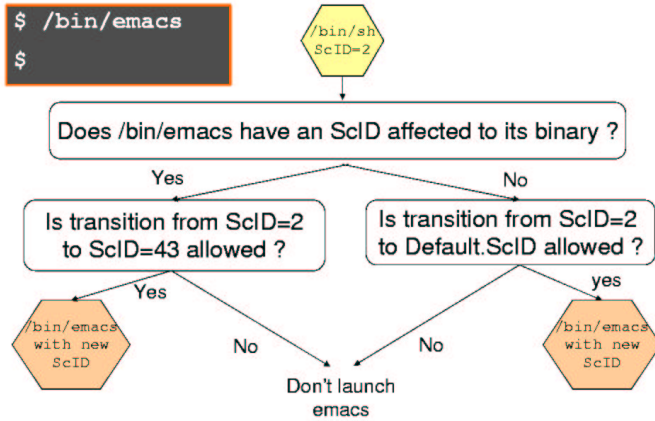 $ /bin/emacs
$
/bin/sh
ScID=2
Does /bin/emacs have an ScID affected to its binary ?
Yes
No
Is transition from ScID=2
to ScID=43 allowed ?
Is transition from ScID=2
to Default.ScID allowed ?
Yes
yes
/bin/emacs
with new
ScID
No
No
/bin/emacs
with new
ScID
Don't launch
emacs